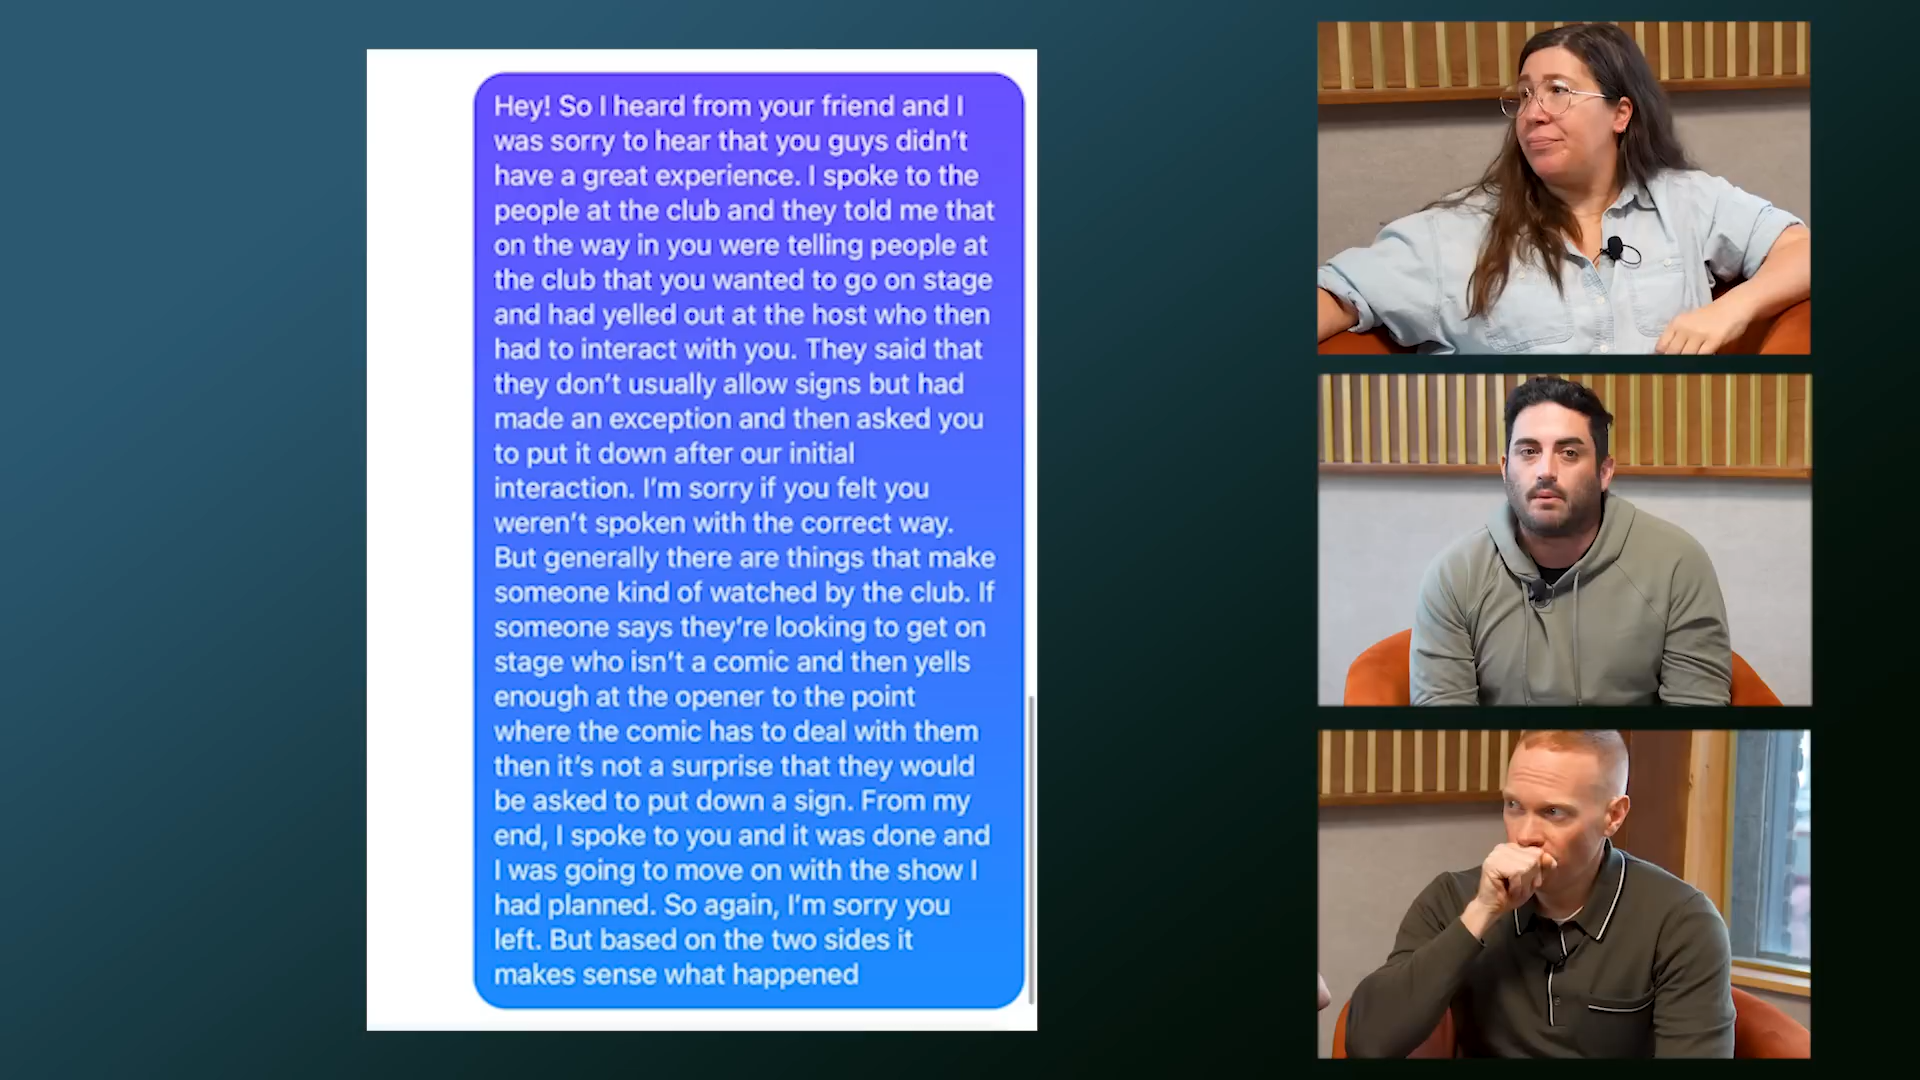 Hey! So I heard from your friend and I
was sorry to hear that you guys didn't
have a great experience. I spoke to the
people at the club and they told me that
on the way in you were telling people at
the club that you wanted to go on stage
and had yelled out at the host who then
had to interact with you. They said that
they don't usually allow signs but had
made an exception and then asked you
to put it down after our initial
interaction. I'm sorry if you felt you
weren't spoken with the correct way.
But generally there are things that make
someone kind of watched by the club. If
someone says they're looking to get on
stage who isn't a comic and then yells
enough at the opener to the point
where the comic has to deal with them
then it's not a surprise that they would
be asked to put down a sign. From my
end, I spoke to you and it was done and
I was going to move on with the show I
had planned. So again, I'm sorry you
left. But based on the two sides it
makes sense what happened